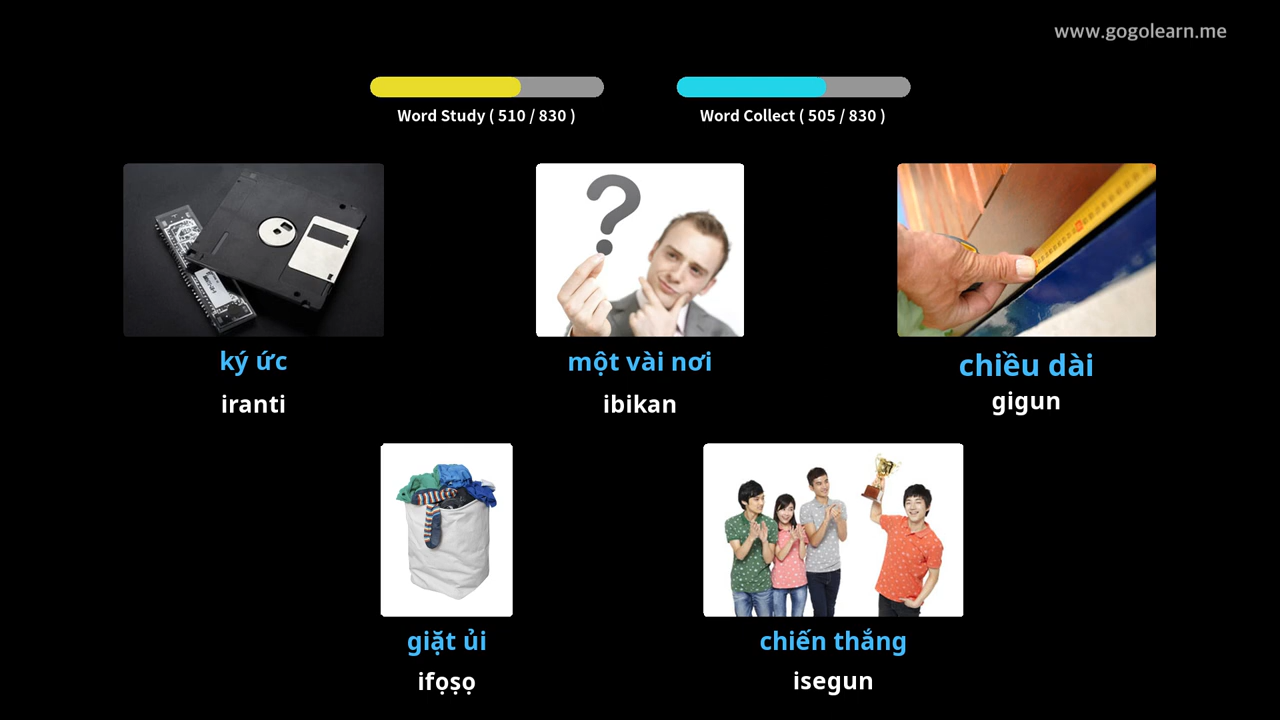 www.gogolearn.me
Word Study ( 510 / 830 )
Word Collect ( 505 / 830 )
ký ức
iranti
một vài nơi
ibikan
chiều dài
gigun
giặt ủi
ifọṣọ
chiến thắng
isegun